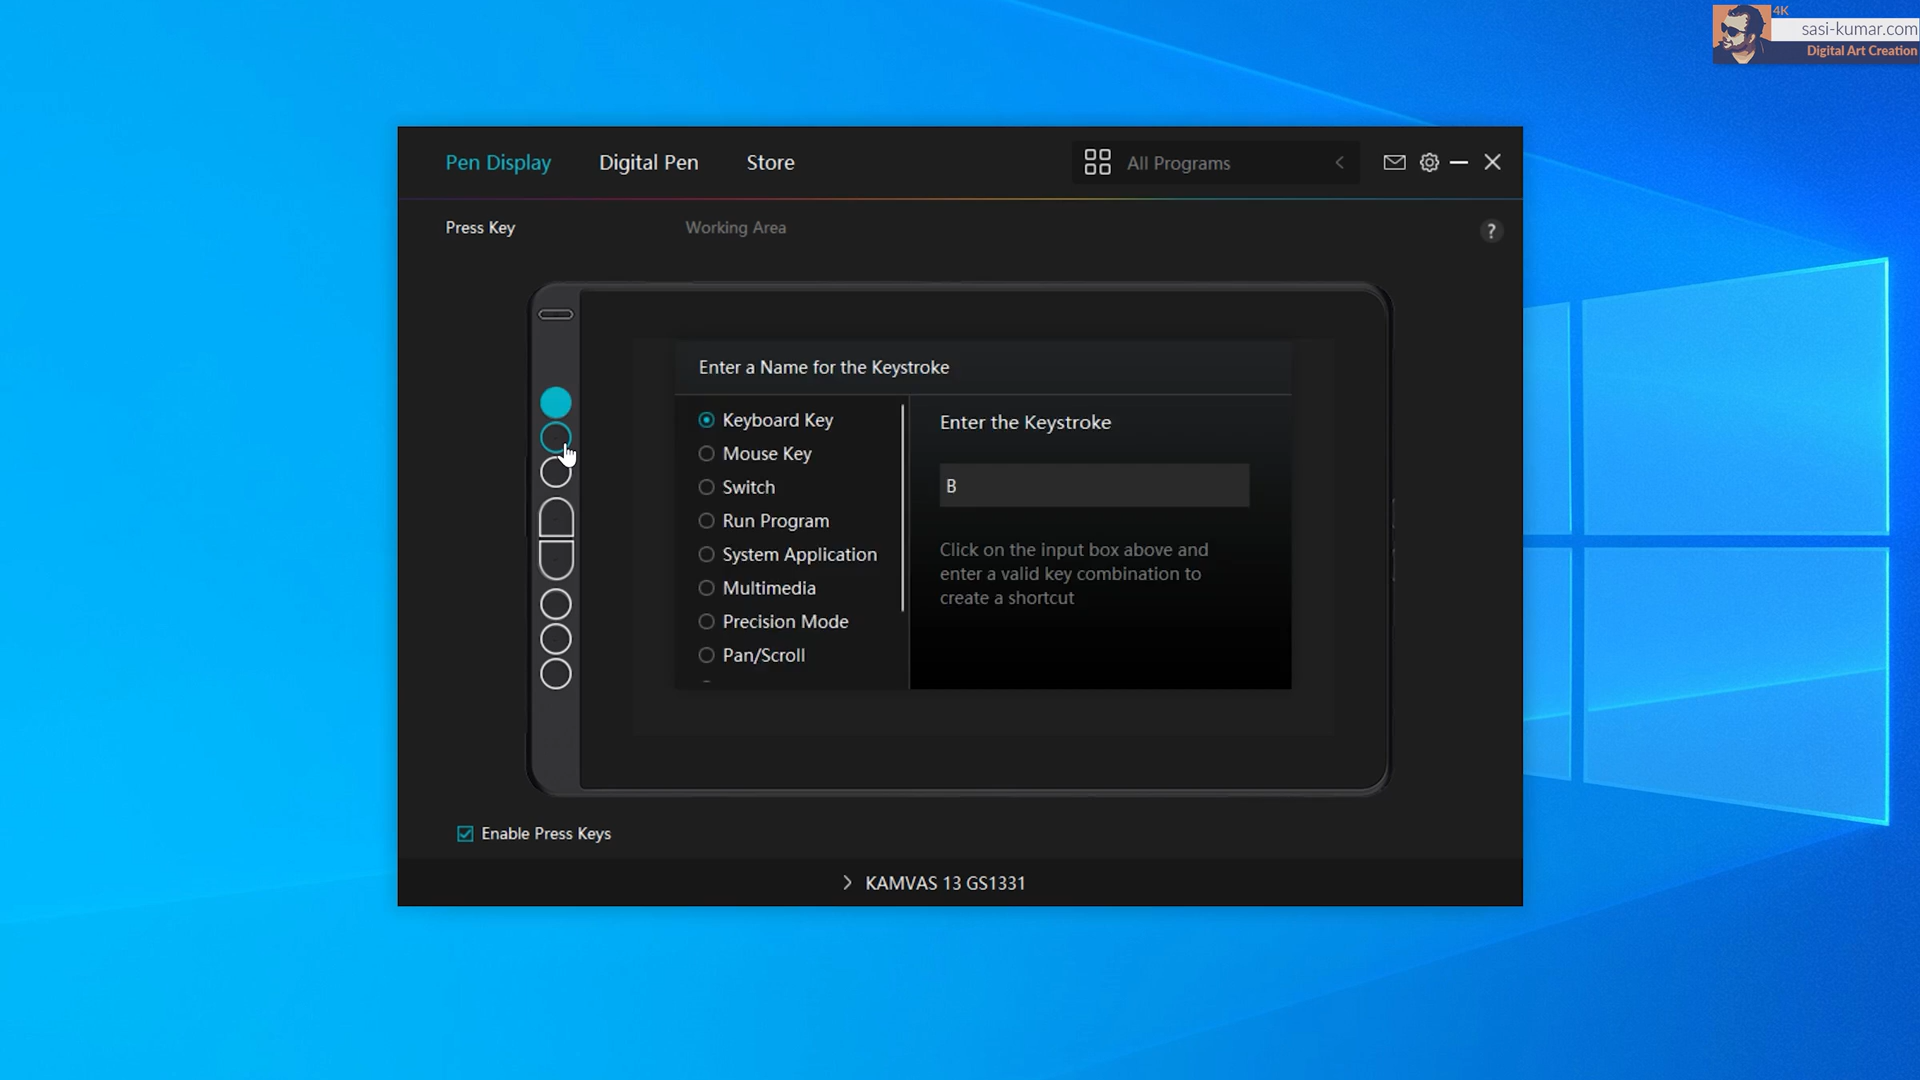 4K
sasi-kumar.com
Digital Art Creation
Pen Display
Digital Pen
Store
All Programs
Press Key
Working Area
?
Enter a Name for the Keystroke
Keyboard Key
Mouse Key
Switch
Run Program
System Application
Multimedia
Precision Mode
Pan/Scroll
Enter the Keystroke
B
Click on the input box above and
enter a valid key combination to
create a shortcut
Enable Press Keys
KAMVAS 13 GS1331